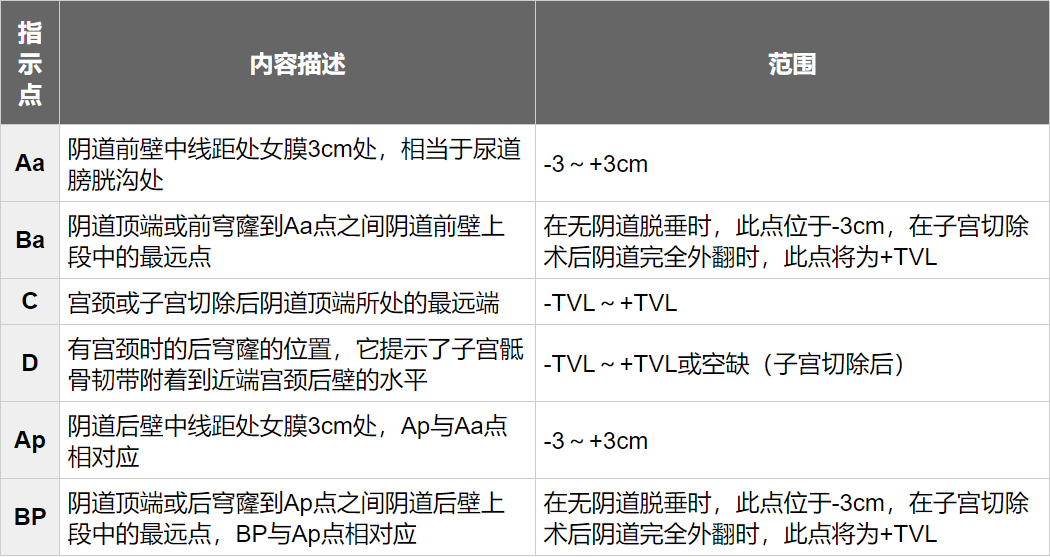 指示点 内容描述 范围
Aa 阴道前壁中线距处女膜3cm处，相当于尿道 -3～+3cm
膀胱沟处
Ba 阴道顶端或前穹窿到Aa点之间阴道前壁上 在无阴道脱垂时，此点位于-3cm，在子宫切除
段中的最远点 术后阴道完全外翻时，此点将为+TVL
C 宫颈或子宫切除后阴道顶端所处的最远端 -TVL～+TVL
D 有宫颈时的后穹窿的位置，它提示了子宫骶 -TVL～+TVL或空缺（子宫切除后）
骨韧带附着到近端宫颈后壁的水平
Ap 阴道后壁中线距处女膜3cm处，Ap与Aa点 -3～+3cm
相对应
BP 阴道顶端或后穹窿到Ap点之间阴道后壁上 在无阴道脱垂时，此点位于-3cm，在子宫切除
段中的最远点，BP与Ap点相对应 术后阴道完全外翻时，此点将为+TVL